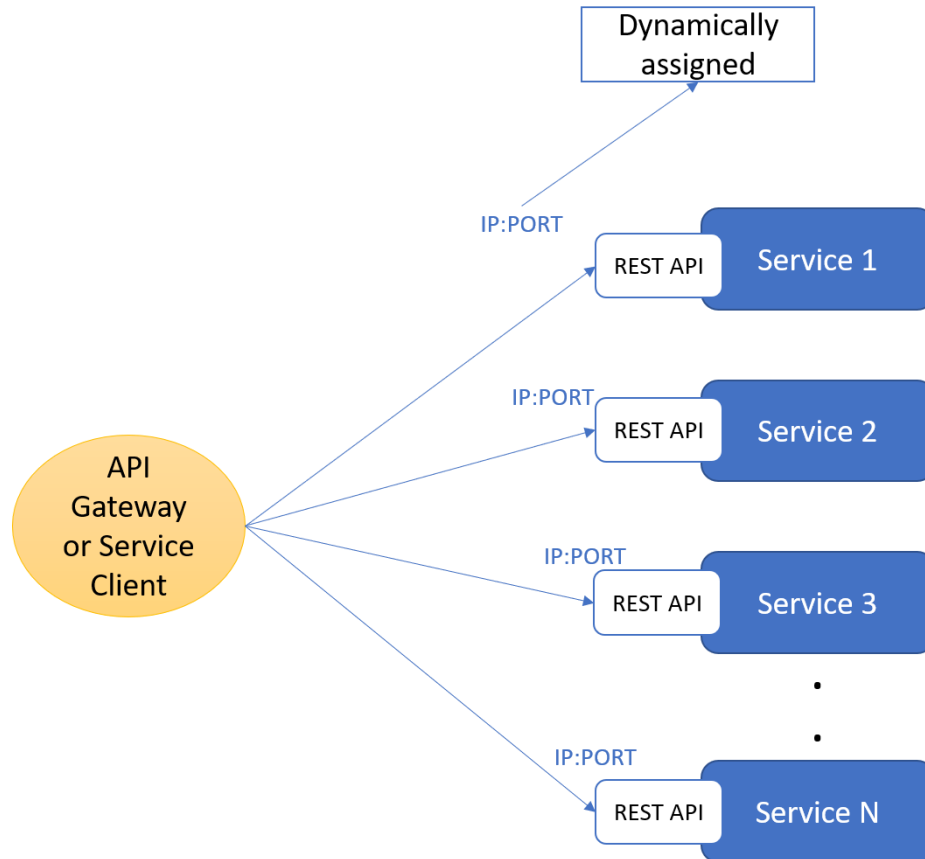 Dynamically
assigned
IP:PORT
REST API
Service 1
IP:PORT
REST API
Service 2
API
Gateway
or Service
Client
IP:PORT
REST API
Service 3
.
.
IP:PORT
REST API
Service N